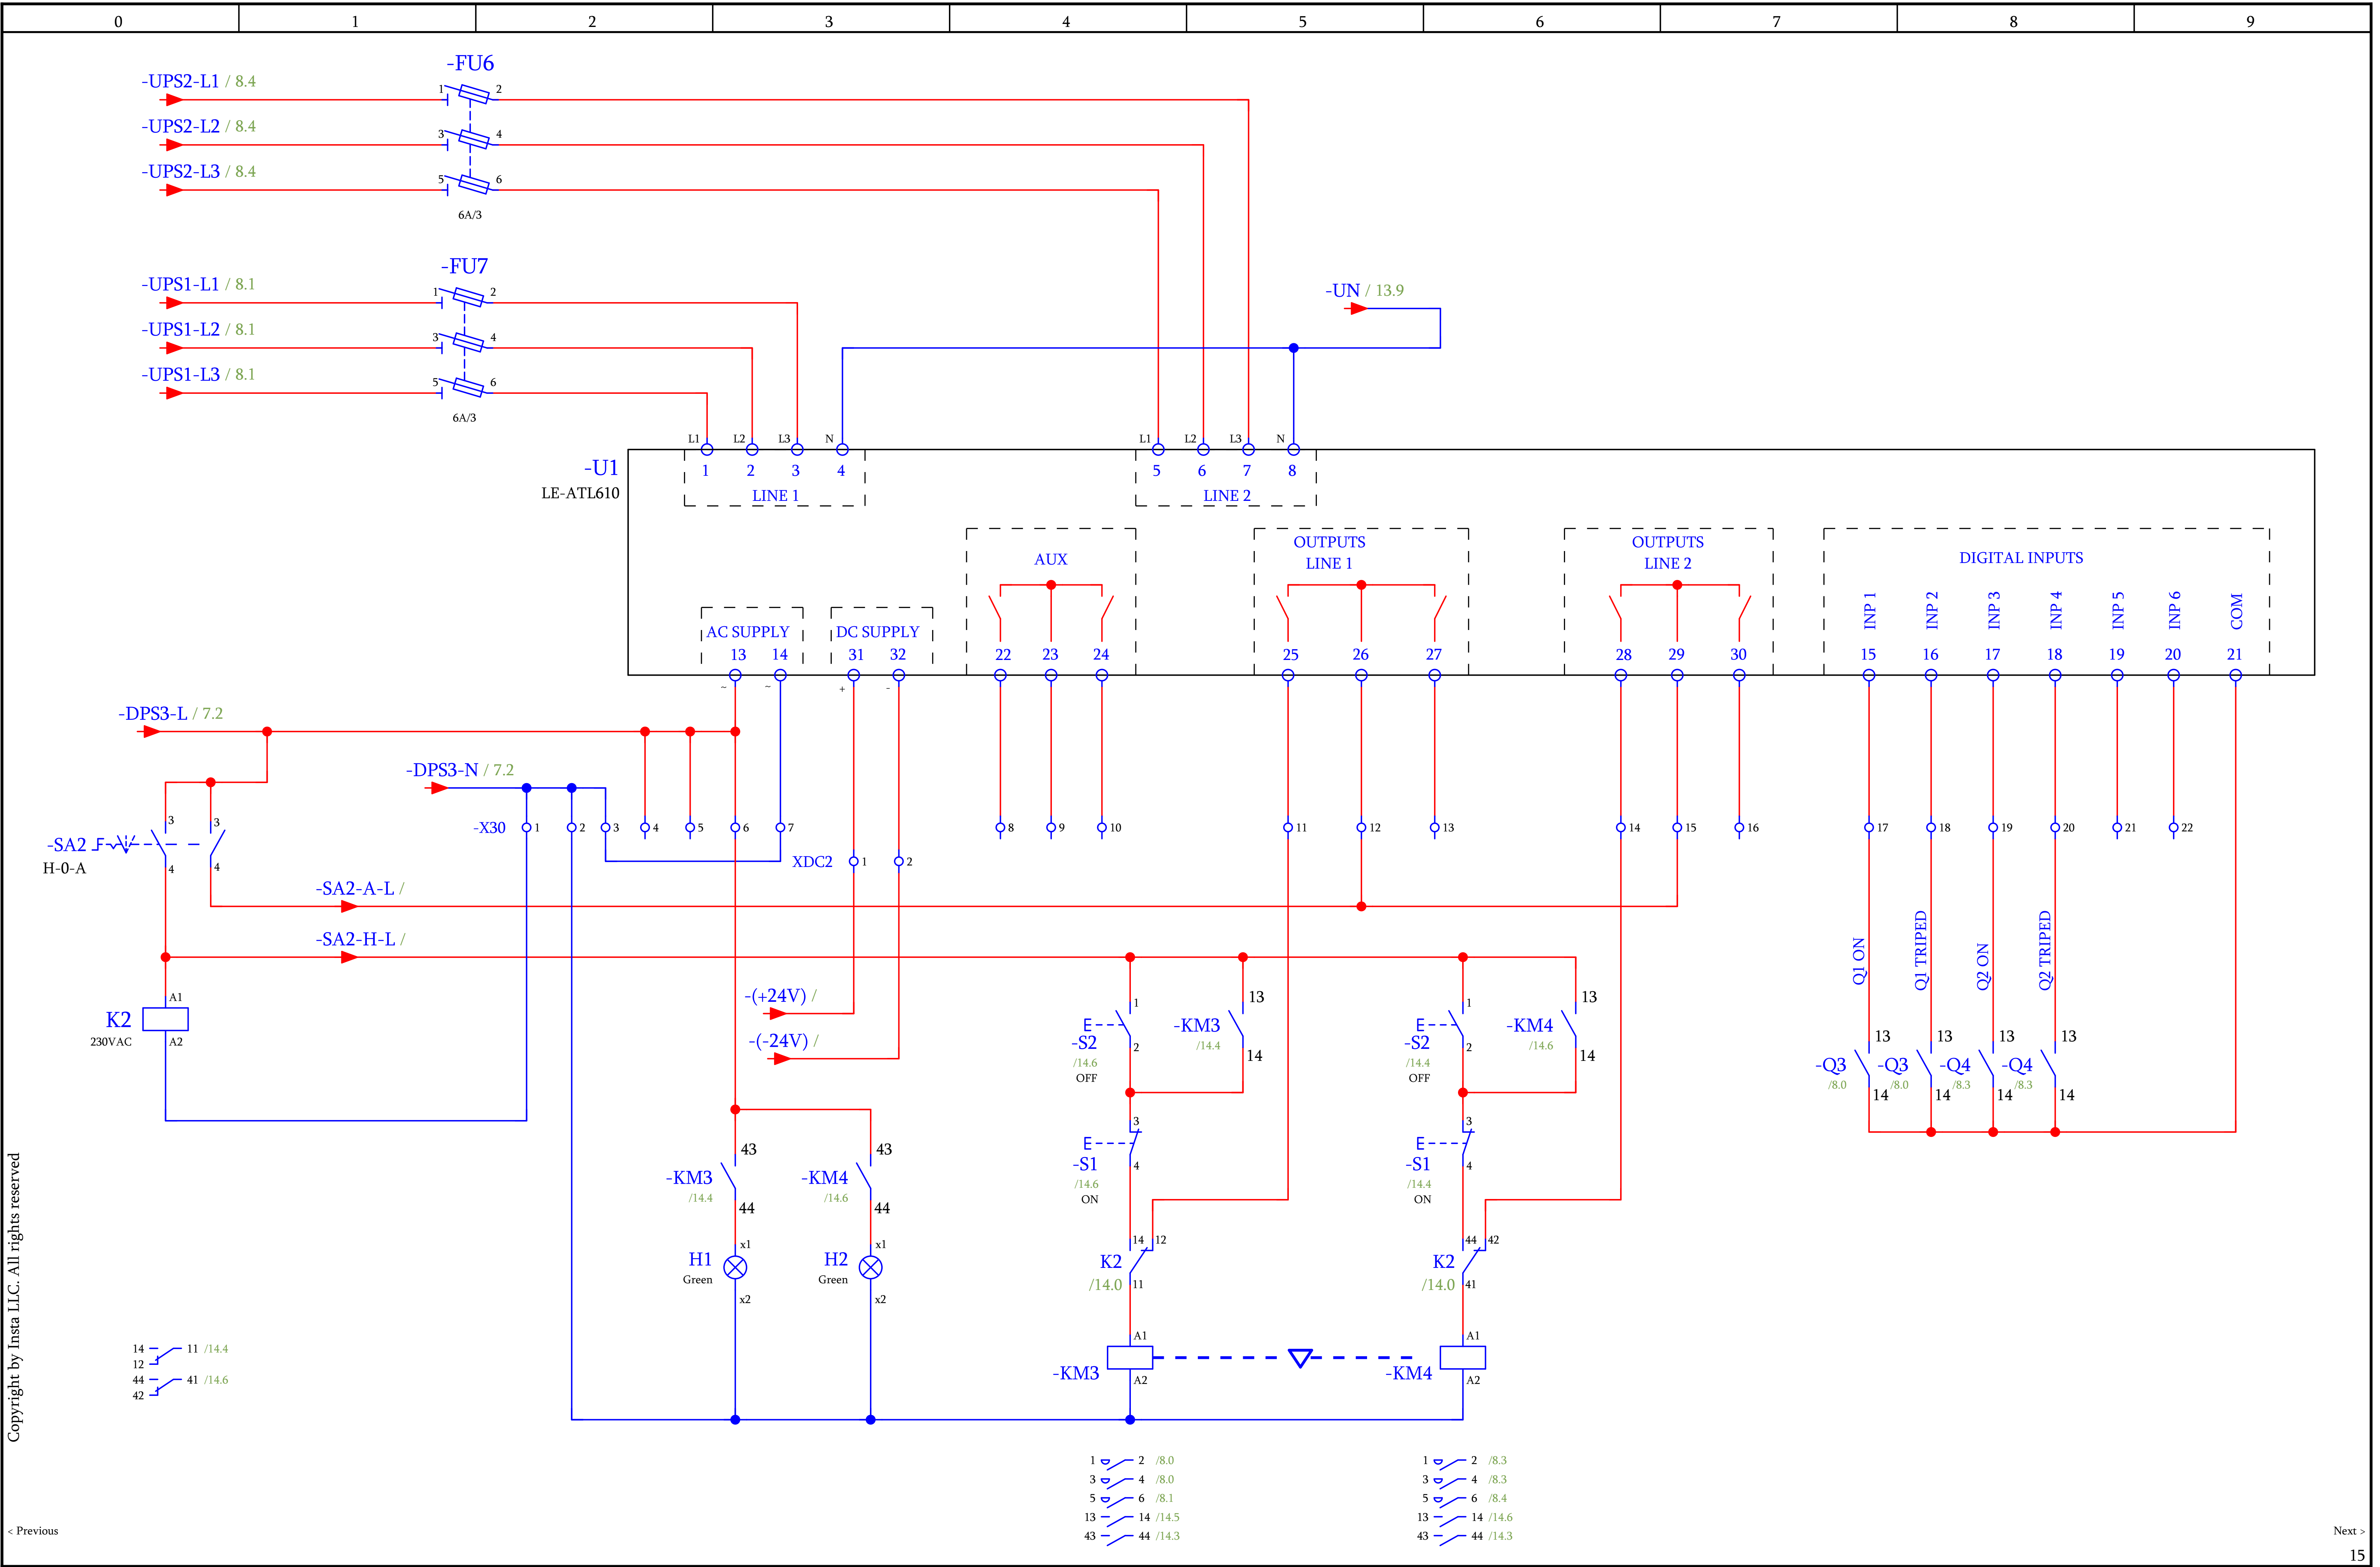 0 1 2 3 4 5 6 7 8 9
-FU6
-UPS2-L1 / 8.4
1 2
-UPS2-L2 / 8.4
3 4
-UPS2-L3 / 8.4
5 6
6A/3
-FU7
-UPS1-L1 / 8.1
1 2
-UPS1-L2 / 8.1
3 4
-UPS1-L3 / 8.1
5 6
6A/3
-UN / 13.9
L1 L2 L3 N L1 L2 L3 N
-U1
LE-ATL610
1 2 3 4 5 6 7 8
LINE 1 LINE 2
AUX
OUTPUTS
LINE 1
OUTPUTS
LINE 2
DIGITAL INPUTS
INP 1
INP 2
INP 3
INP 4
INP 5
INP 6
COM
AC SUPPLY DC SUPPLY
13 14 31 32 22 23 24 25 26 27 28 29 30 15 16 17 18 19 20 21
~ ~ + -
-DPS3-L / 7.2
-DPS3-N / 7.2
3 3
-SA2
H-0-A
4 4
-X30 1 2 3 4 5 6 7 8 9 10 11 12 13 14 15 16 17 18 19 20 21 22
XDC2 1 2
-SA2-A-L /
-SA2-H-L /
Q1 ON
Q1 TRIPED
Q2 ON
Q2 TRIPED
A1
K2
230VAC
A2
-(+24V) /
-(-24V) /
1
-S2
/14.6
OFF
2
13
-KM3
/14.4
14
1
-S2
/14.4
OFF
2
13
-KM4
/14.6
14
13 13 13 13
-Q3 -Q3 -Q4 -Q4
/8.0 /8.0 /8.3 /8.3
14 14 14 14
43
-KM3
/14.4
44
43
-KM4
/14.6
44
3
-S1
/14.6
ON
4
3
-S1
/14.4
ON
4
x1
H1
Green
x2
x1
H2
Green
x2
14 12
K2
/14.0
11
44 42
K2
/14.0
41
A1
-KM3
A2
A1
-KM4
A2
14 11 /14.4
12
44 41 /14.6
42
1 2 /8.0
3 4 /8.0
5 6 /8.1
13 14 /14.5
43 44 /14.3
1 2 /8.3
3 4 /8.3
5 6 /8.4
13 14 /14.6
43 44 /14.3
Copyright by Insta LLC. All rights reserved
< Previous
Next >
15